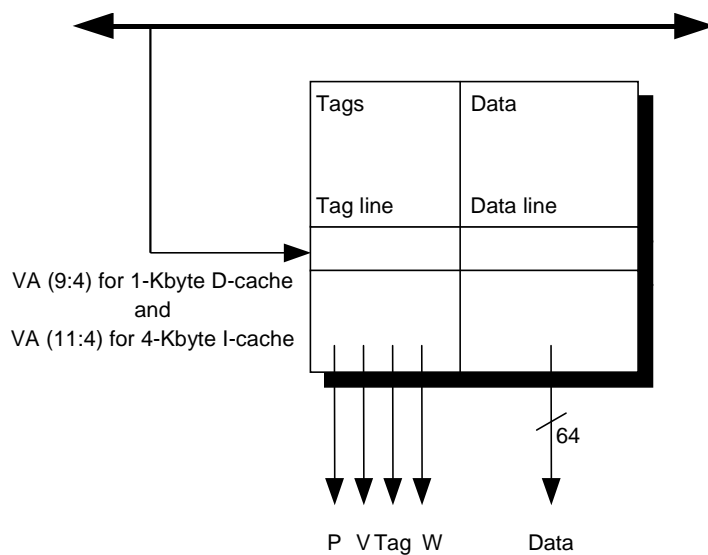 Tags Data
Tag line Data line
VA (9:4) for 1-Kbyte D-cache
and
VA (11:4) for 4-Kbyte I-cache
64
P V Tag W Data